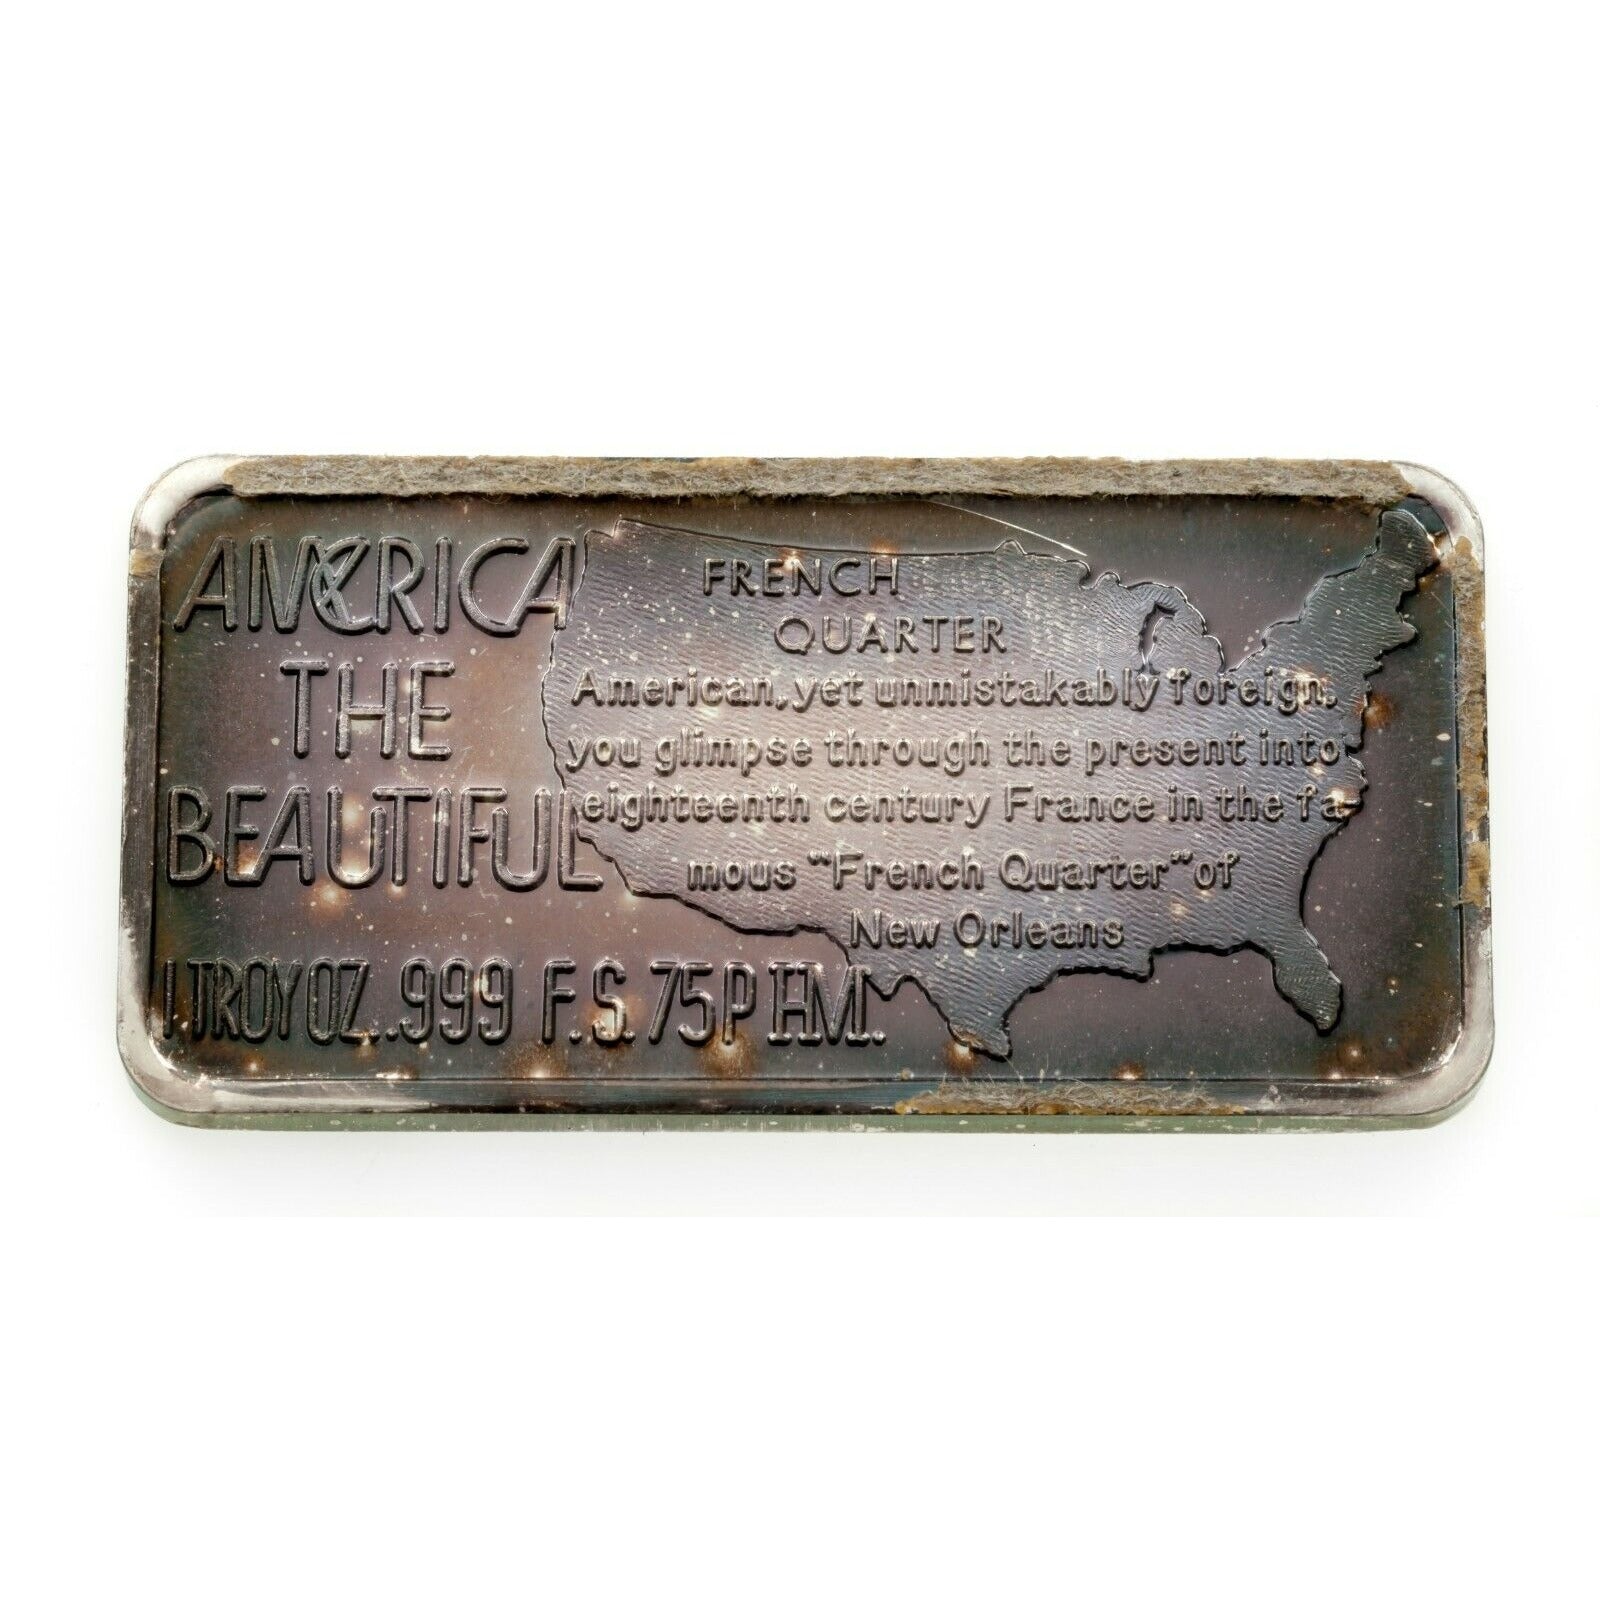 AMERICA
THE
BEAUTIFUL
1 TROY OZ..999 F.S. 75P HM.
FRENCH
QUARTER
American, yet unmistakably foreign,
you glimpse through the present into
eighteenth century France in the fa-
mous "French Quarter" of
New Orleans